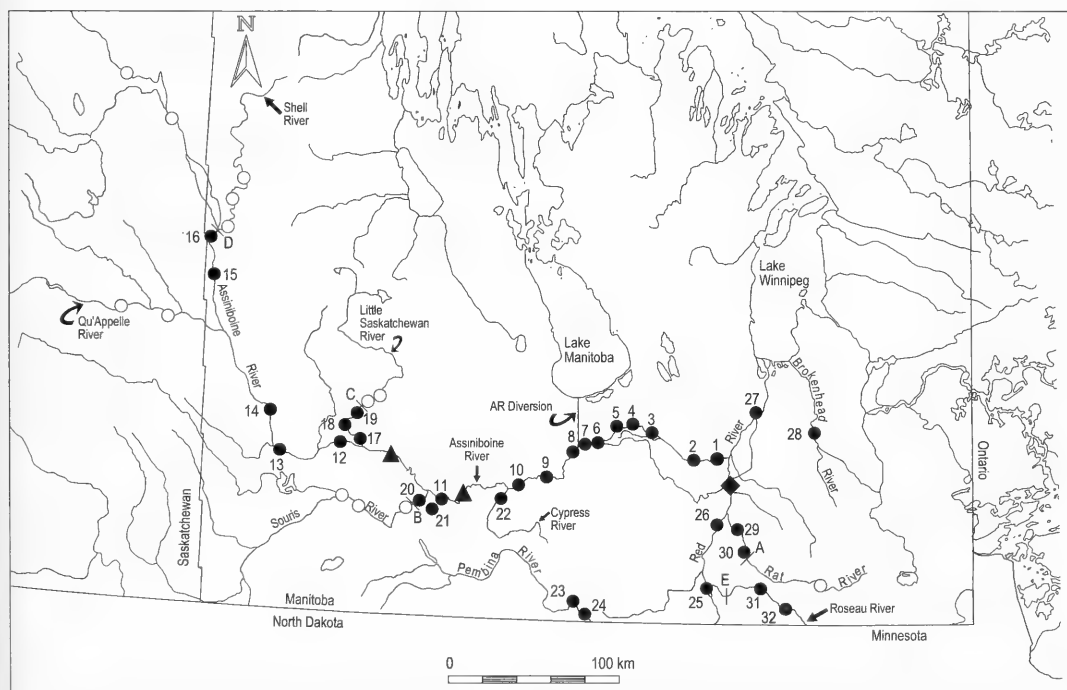 N
Shell
River
16
D
15
Assiniboine
River
Qu'Appelle
River
Little
Saskatchewan
River
Lake
Winnipeg
Lake
Manitoba
AR Diversion
Brokenhead
River
14
C
19
18
17
12
13
5
4
3
7
6
8
2
1
River
27
28
Ontario
Assiniboine
River
9
10
11
20
B
21
22
Souris
River
Cypress
River
26
29
30
A
Red
Rat
River
Pembina
River
Saskatchewan
23
24
25
E
31
32
Roseau River
Manitoba
North Dakota
Minnesota
0
100 km